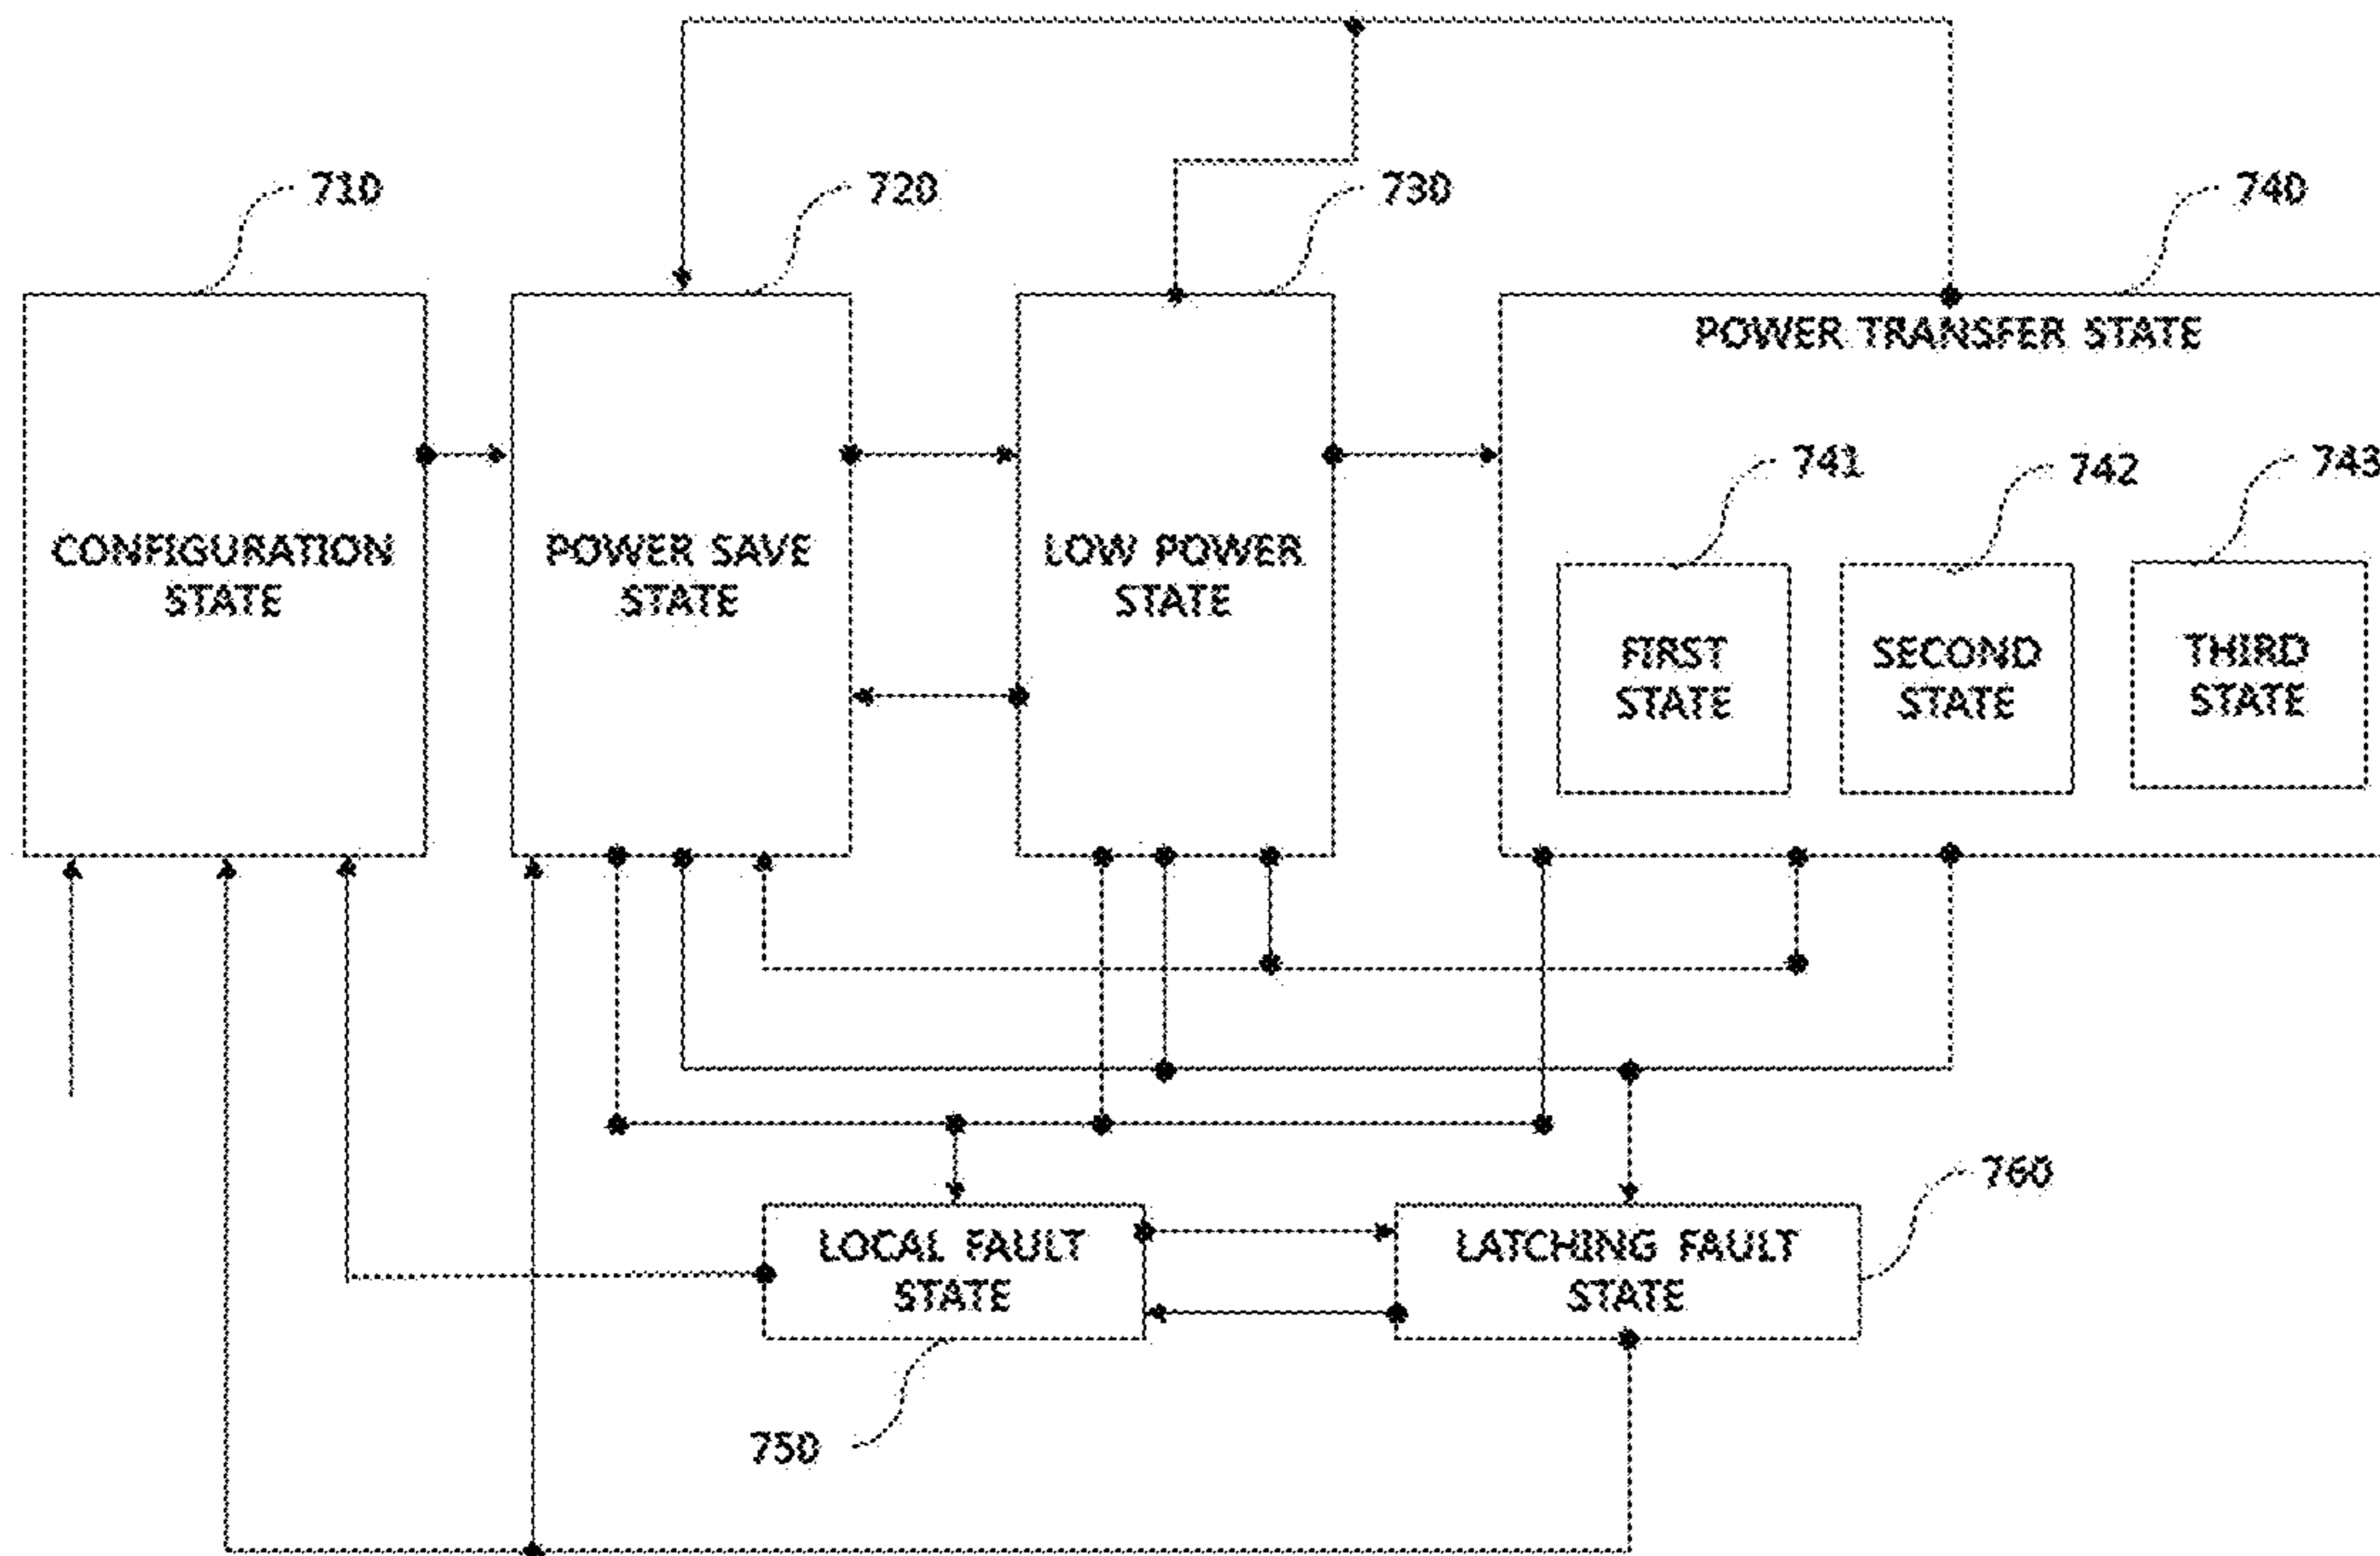 710
720
730
740
POWER TRANSFER STATE
741
742
743
CONFIGURATION
STATE
POWER SAVE
STATE
LOW POWER
STATE
FIRST
STATE
SECOND
STATE
THIRD
STATE
760
LOCAL FAULT
STATE
LATCHING FAULT
STATE
750